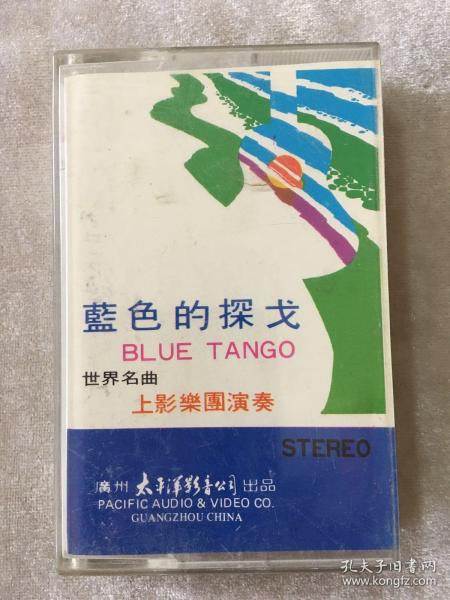 藍色的探戈
BLUE TANGO
世界名曲
上影樂團演奏
STEREO
廣州太平洋影音公司出品
PACIFIC AUDIO & VIDEO CO.
GUANGZHOU CHINA
孔夫子旧书网
www.kongfz.com